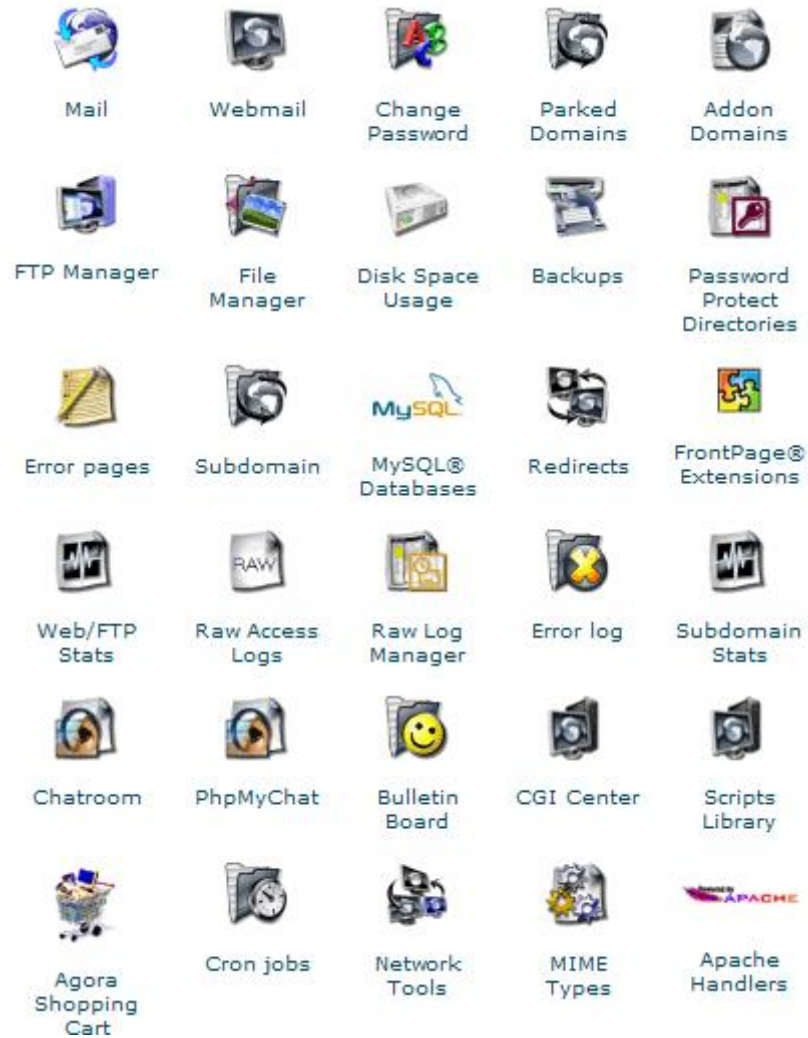 Mail
Webmail
Change
Password
Parked
Domains
Addon
Domains
FTP Manager
File
Manager
Disk Space
Usage
Backups
Password
Protect
Directories
Error pages
Subdomain
MySQL
MySQL®
Databases
Redirects
FrontPage®
Extensions
Web/FTP
Stats
RAW
Raw Access
Logs
Raw Log
Manager
Error log
Subdomain
Stats
Chatroom
PhpMyChat
Bulletin
Board
CGI Center
Scripts
Library
Agora
Shopping
Cart
Cron jobs
Network
Tools
MIME
Types
Powered by
APACHE
Apache
Handlers